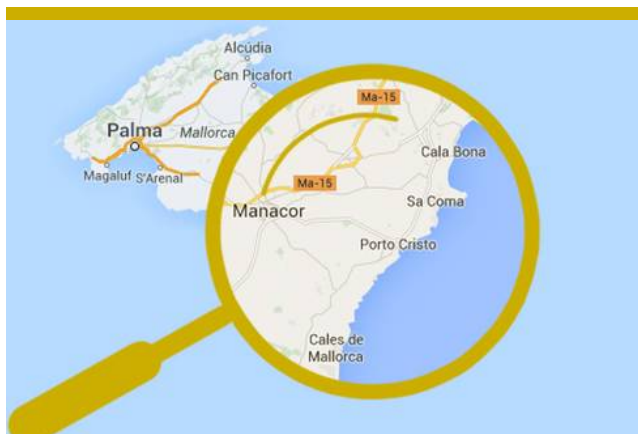 Alcúdia
Can Picafort
Ma-15
Palma
Mallorca
Cala Bona
Magaluf
S'Arenal
Ma-15
Manacor
Sa Coma
Porto Cristo
Cales de
Mallorca